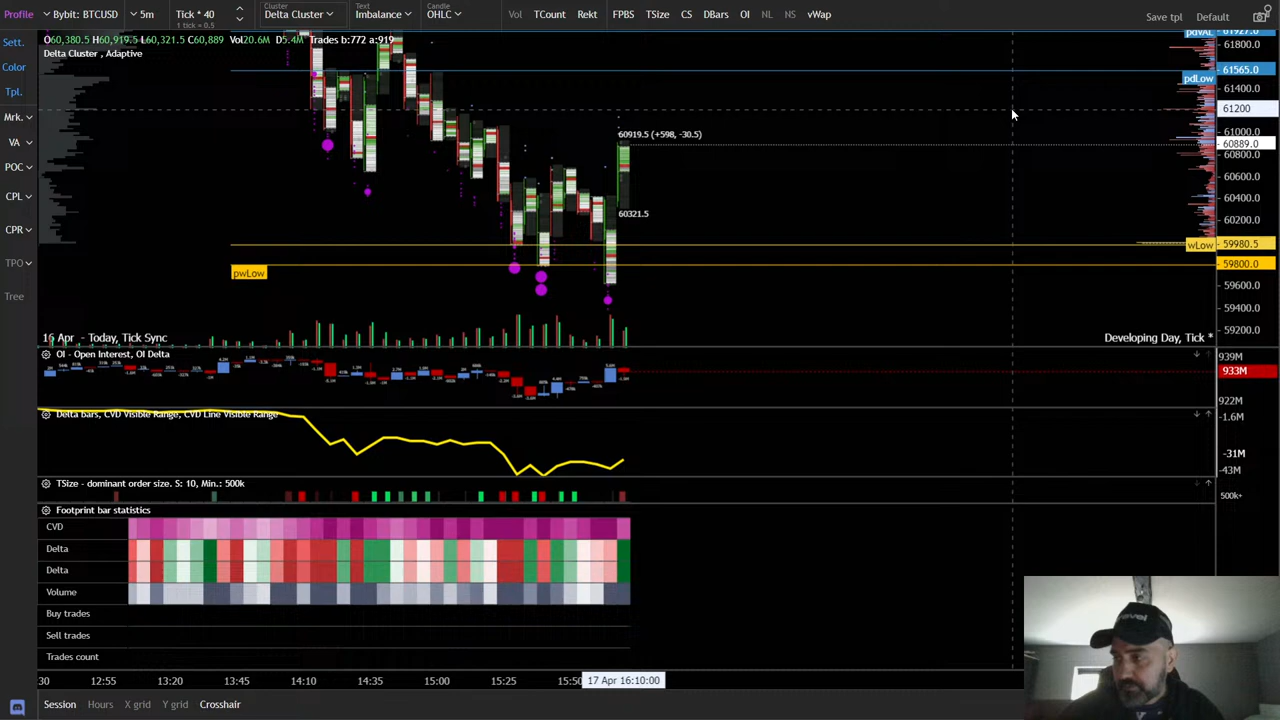 Profile Bybit: BTCUSD 5m Tick * 40 Cluster Delta Cluster Text Imbalance Candle OHLC Vol TCount Rekt FPBS TSize CS DBars OI NL NS vWap Save tpl Default
1 tick = 0.5
Sett.
Color
Tpl.
Mrk.
VA
POC
CPL
CPR
TPO
Tree
O60,380.5 H60,919.5 L60,321.5 C60,889 Vol20.6M D5.4M Trades b:772 a:919
Delta Cluster , Adaptive
60919.5 (+598, -30.5)
60321.5
pwLow
pdVAL 61927.0
61800.0
61565.0
pdLow
61400.0
61200
61000.0
60889.0
60800.0
60600.0
60400.0
60200.0
wLow 59980.5
59800.0
59600.0
59400.0
59200.0
16 Apr - Today, Tick Sync
Developing Day, Tick *
OI - Open Interest, OI Delta
939M
933M
922M
Delta bars, CVD Visible Range, CVD Line Visible Range
-1.6M
-31M
-43M
TSize - dominant order size. S: 10, Min.: 500k
500k+
Footprint bar statistics
CVD
Delta
Delta
Volume
Buy trades
Sell trades
Trades count
30 12:55 13:20 13:45 14:10 14:35 15:00 15:25 15:50 17 Apr 16:10:00
Session Hours X grid Y grid Crosshair